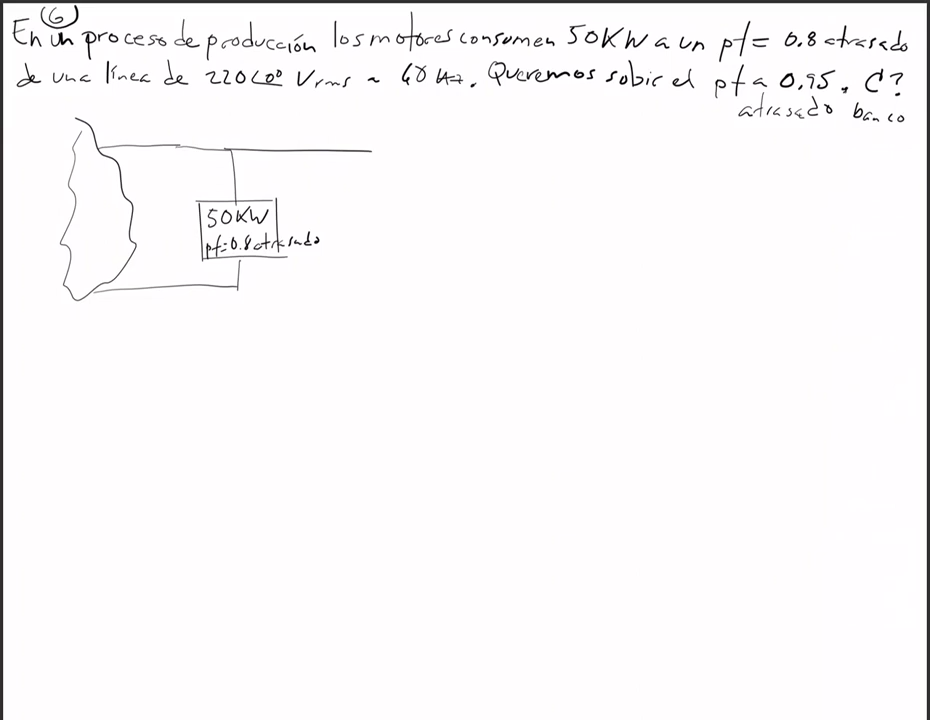 (6)
En un proceso de producción los motores consumen 50KW a un pf = 0.8 atrasado
de una línea de 220∠0° Vrms ~ 60 Hz. Queremos subir el pf a 0.95. C?
atrasado banco
50KW
pf=0.8 atrasado